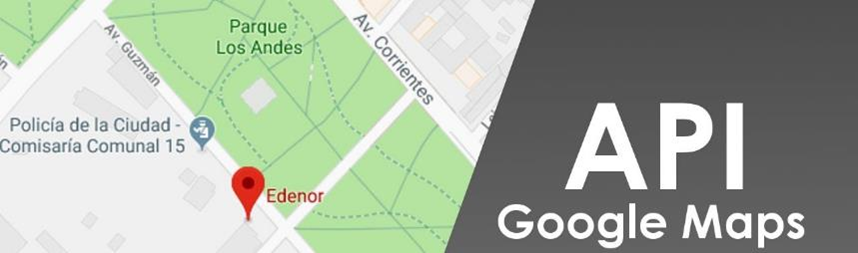 Parque
Los Andes
Av. Guzmán
Av. Corrientes
Policía de la Ciudad -
Comisaría Comunal 15
Edenor
API
Google Maps